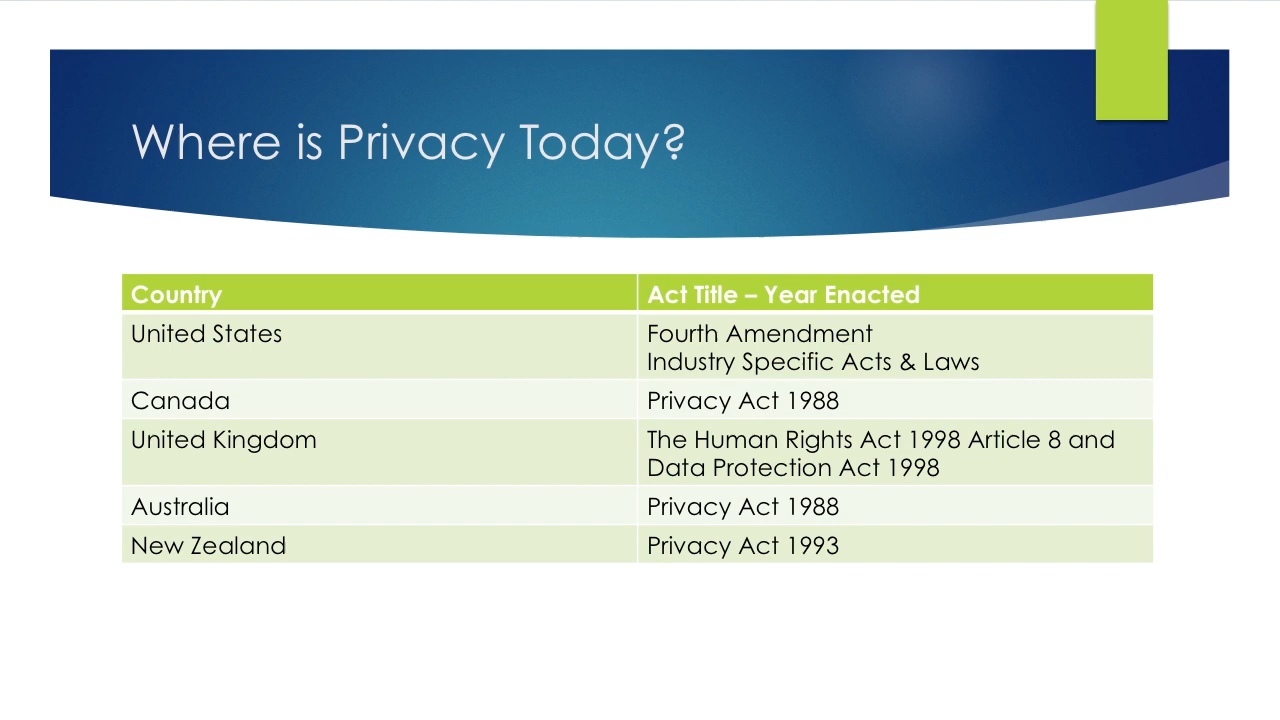 Where is Privacy Today?
Country
Act Title – Year Enacted
United States
Fourth Amendment
Industry Specific Acts & Laws
Canada
Privacy Act 1988
United Kingdom
The Human Rights Act 1998 Article 8 and
Data Protection Act 1998
Australia
Privacy Act 1988
New Zealand
Privacy Act 1993